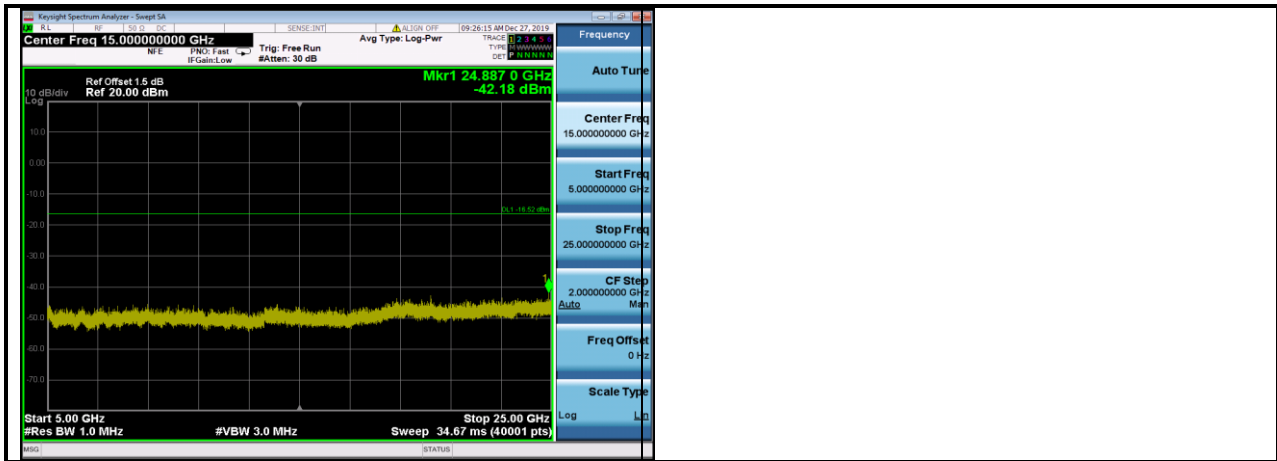 Keysight Spectrum Analyzer - Swept SA
RL RF 50 Ω DC SENSE:INT ALIGN OFF 09:26:15 AM Dec 27, 2019
Center Freq 15.000000000 GHz
NFE PNO: Fast IFGain:Low
Trig: Free Run
#Atten: 30 dB
Avg Type: Log-Pwr
TRACE 1 2 3 4 5 6
TYPE M W W W W W
DET P N N N N N
Mkr1 24.887 0 GHz
-42.18 dBm
Ref Offset 1.5 dB
10 dB/div Ref 20.00 dBm
Log
10.0
0.00
-10.0
DL1 -16.52 dBm
-20.0
-30.0
1
-40.0
-50.0
-60.0
-70.0
Start 5.00 GHz Stop 25.00 GHz
#Res BW 1.0 MHz #VBW 3.0 MHz Sweep 34.67 ms (40001 pts)
MSG STATUS
Frequency
Auto Tune
Center Freq
15.000000000 GHz
Start Freq
5.000000000 GHz
Stop Freq
25.000000000 GHz
CF Step
2.000000000 GHz
Auto Man
Freq Offset
0 Hz
Scale Type
Log Lin